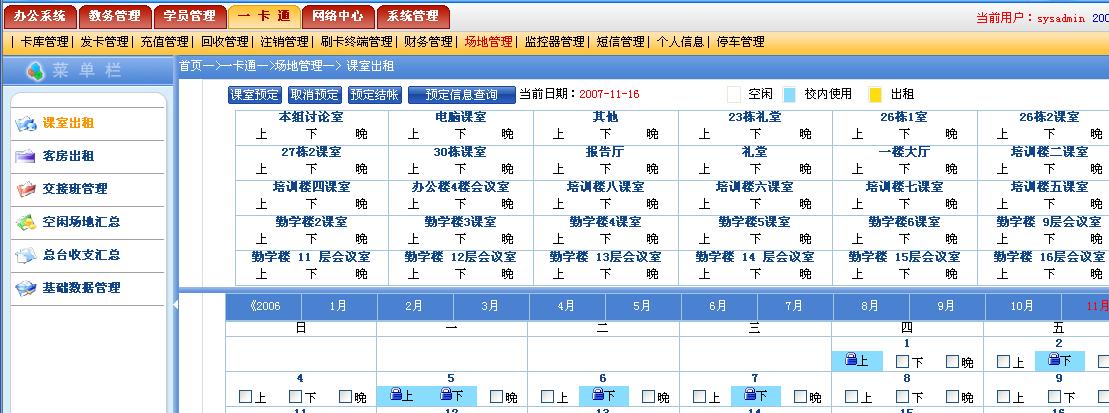 办公系统 教务管理 学员管理 一 卡 通 网络中心 系统管理
当前用户：sysadmin 200
| 卡库管理| 发卡管理| 充值管理 | 回收管理| 注销管理 | 刷卡终端管理| 财务管理 | 场地管理| 监控器管理| 短信管理 | 个人信息| 停车管理
菜 单 栏
首页—>一卡通—>场地管理—> 课室出租
课室预定 取消预定 预定结帐 预定信息查询 当前日期：2007-11-16 空闲 校内使用 出租
课室出租
客房出租
交接班管理
空闲场地汇总
总台收支汇总
基础数据管理
本组讨论室 电脑课室 其他 23栋礼堂 26栋1室 26栋2课室
上 下 晚 上 下 晚 上 下 晚 上 下 晚 上 下 晚 上 下 晚
27栋2课室 30栋课室 报告厅 礼堂 一楼大厅 培训楼二课室
上 下 晚 上 下 晚 上 下 晚 上 下 晚 上 下 晚 上 下 晚
培训楼四课室 办公楼4楼会议室 培训楼八课室 培训楼六课室 培训楼七课室 培训楼五课室
上 下 晚 上 下 晚 上 下 晚 上 下 晚 上 下 晚 上 下 晚
勤学楼2课室 勤学楼3课室 勤学楼4课室 勤学楼5课室 勤学楼6课室 勤学楼 9层会议室
上 下 晚 上 下 晚 上 下 晚 上 下 晚 上 下 晚 上 下 晚
勤学楼 11 层会议室 勤学楼 12层会议室 勤学楼 13层会议室 勤学楼 14 层会议室 勤学楼 15层会议室 勤学楼 16层会议室
上 下 晚 上 下 晚 上 下 晚 上 下 晚 上 下 晚 上 下 晚
《2006 1月 2月 3月 4月 5月 6月 7月 8月 9月 10月 11月
日 一 二 三 四 五
1 2
上 下 晚 上 下
4 5 6 7 8 9
上 下 晚 上 下 晚 上 下 晚 上 下 晚 上 下 晚 上 下
11 12 13 14 15 16